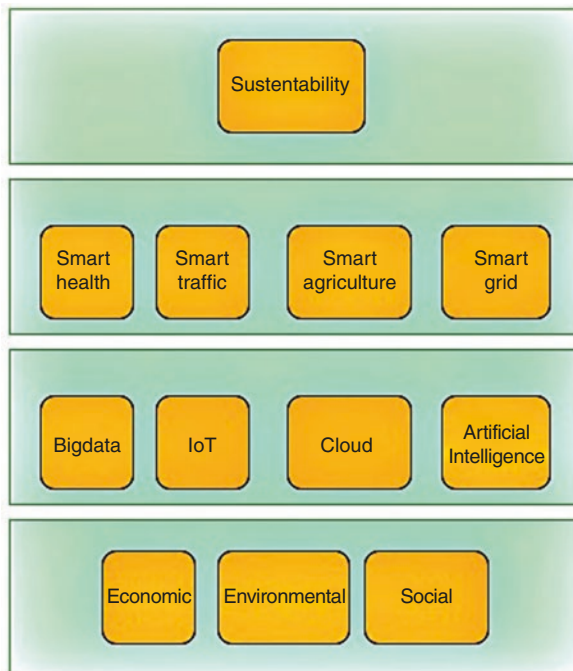 Sustentability
Smart
health
Smart
traffic
Smart
agriculture
Smart
grid
Bigdata
IoT
Cloud
Artificial
Intelligence
Economic
Environmental
Social